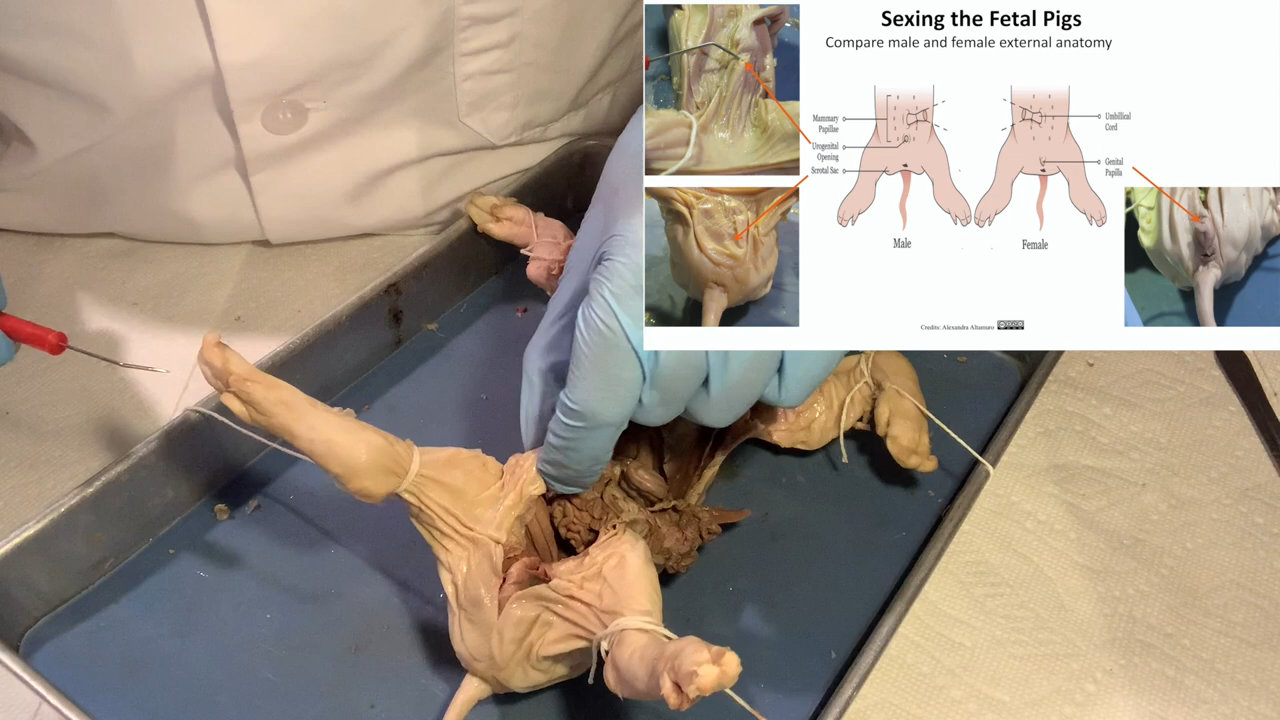 Sexing the Fetal Pigs
Compare male and female external anatomy
Mammary
Papillae
Urogenital
Opening
Scrotal Sac
Umbillical
Cord
Genital
Papilla
Male
Female
Credits: Alexandra Altamuro